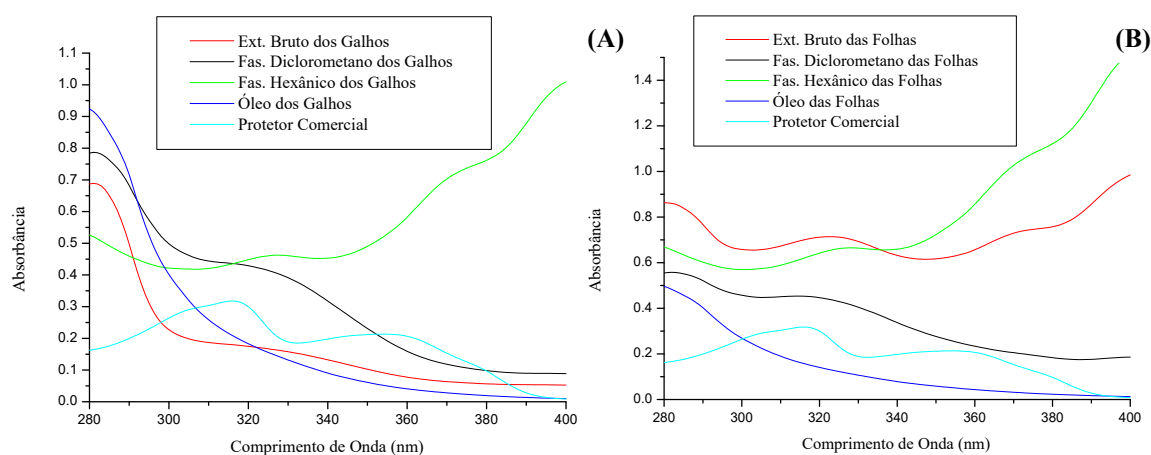 (A)
Ext. Bruto dos Galhos
Fas. Diclorometano dos Galhos
Fas. Hexânico dos Galhos
Óleo dos Galhos
Protetor Comercial
1.1
1.0
0.9
0.8
0.7
0.6
0.5
0.4
0.3
0.2
0.1
0.0
Absorbância
280 300 320 340 360 380 400
Comprimento de Onda (nm)
(B)
Ext. Bruto das Folhas
Fas. Diclorometano das Folhas
Fas. Hexânico das Folhas
Óleo das Folhas
Protetor Comercial
1.4
1.2
1.0
0.8
0.6
0.4
0.2
0.0
Absorbância
280 300 320 340 360 380 400
Comprimento de Onda (nm)